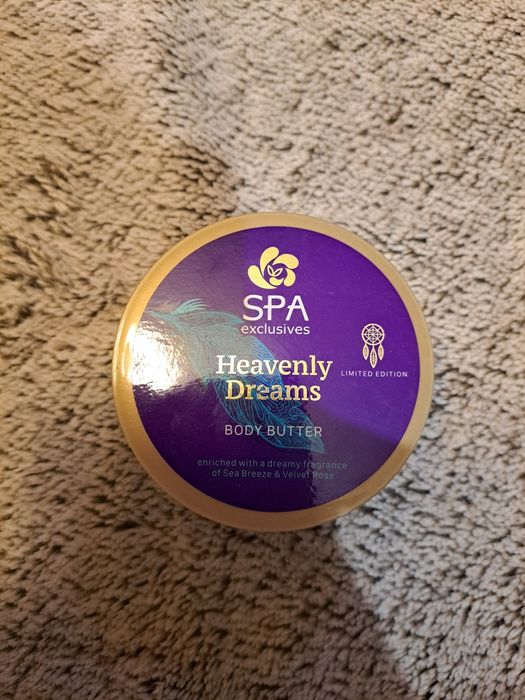 SPA
exclusives
Heavenly
Dreams
LIMITED EDITION
BODY BUTTER
enriched with a dreamy fragrance
of Sea Breeze & Velvet Rose